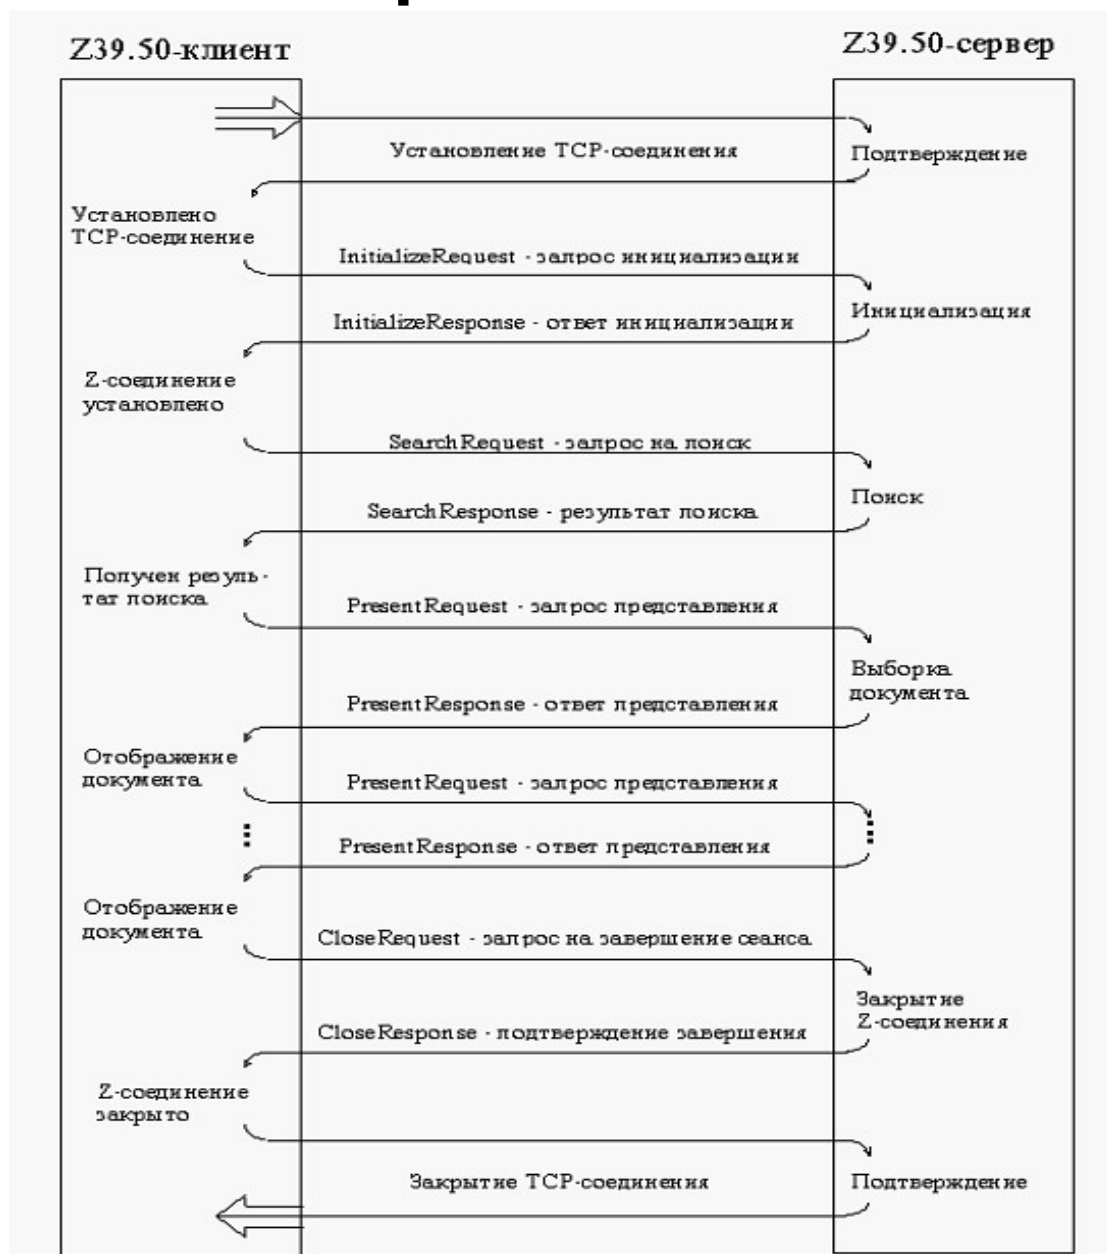 Z39.50-клиент
Z39.50-сервер
Установление TCP-соединения
Подтверждение
Установлено
TCP-соединение
InitializeRequest - запрос инициализации
Инициализация
InitializeResponse - ответ инициализации
Z-соединение
установлено
SearchRequest - запрос на поиск
Поиск
SearchResponse - результат поиска
Получен резуль-
тат поиска
PresentRequest - запрос представления
Выборка
документа
PresentResponse - ответ представления
Отображение
документа
PresentRequest - запрос представления
PresentResponse - ответ представления
Отображение
документа
CloseRequest - запрос на завершение сеанса
Закрытие
Z-соединения
CloseResponse - подтверждение завершения
Z-соединение
закрыто
Закрытие TCP-соединения
Подтверждение